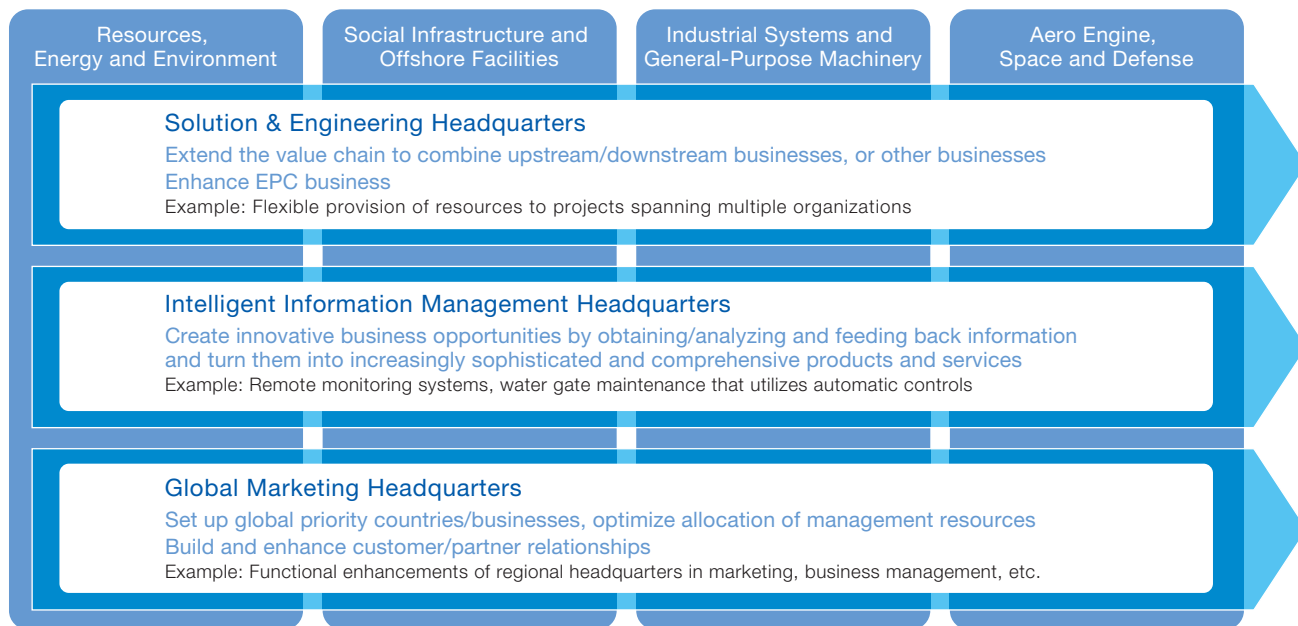 Resources,
Energy and Environment
Social Infrastructure and
Offshore Facilities
Industrial Systems and
General-Purpose Machinery
Aero Engine,
Space and Defense
Solution & Engineering Headquarters
Extend the value chain to combine upstream/downstream businesses, or other businesses
Enhance EPC business
Example: Flexible provision of resources to projects spanning multiple organizations
Intelligent Information Management Headquarters
Create innovative business opportunities by obtaining/analyzing and feeding back information
and turn them into increasingly sophisticated and comprehensive products and services
Example: Remote monitoring systems, water gate maintenance that utilizes automatic controls
Global Marketing Headquarters
Set up global priority countries/businesses, optimize allocation of management resources
Build and enhance customer/partner relationships
Example: Functional enhancements of regional headquarters in marketing, business management, etc.